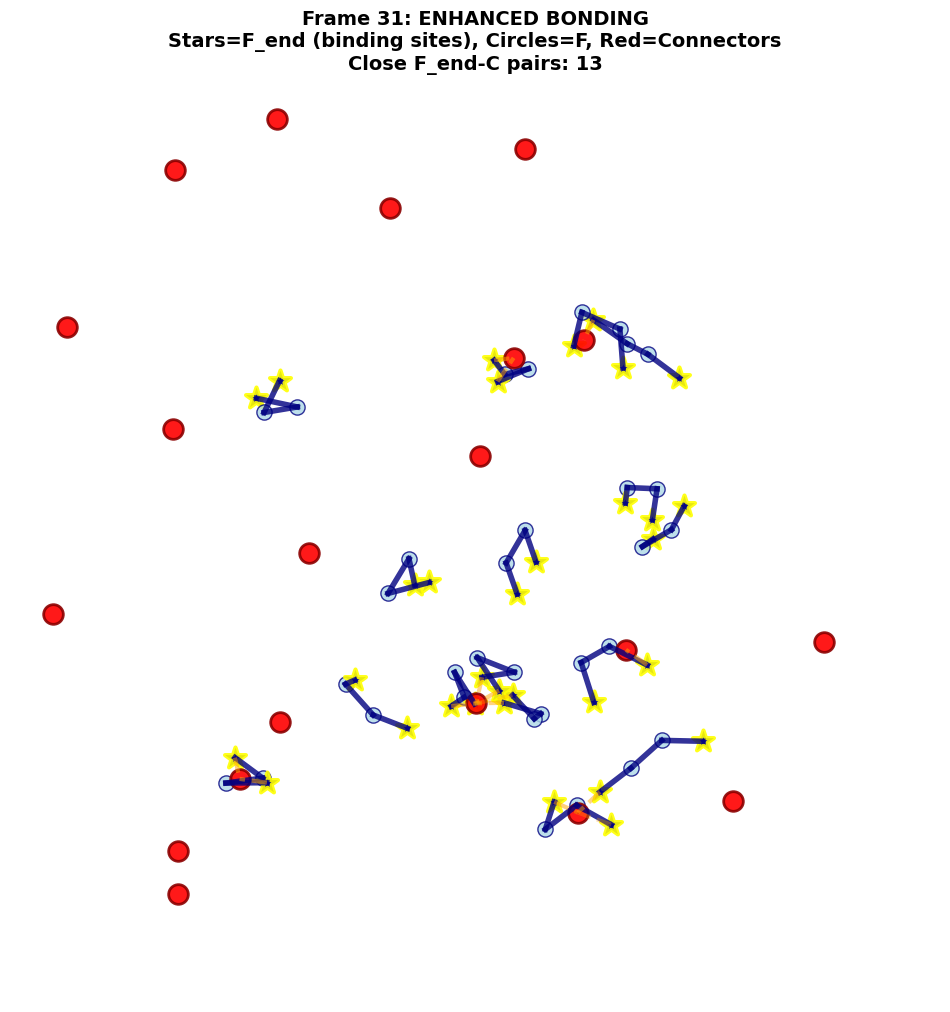 Frame 31: ENHANCED BONDING
Stars=F_end (binding sites), Circles=F, Red=Connectors
Close F_end-C pairs: 13